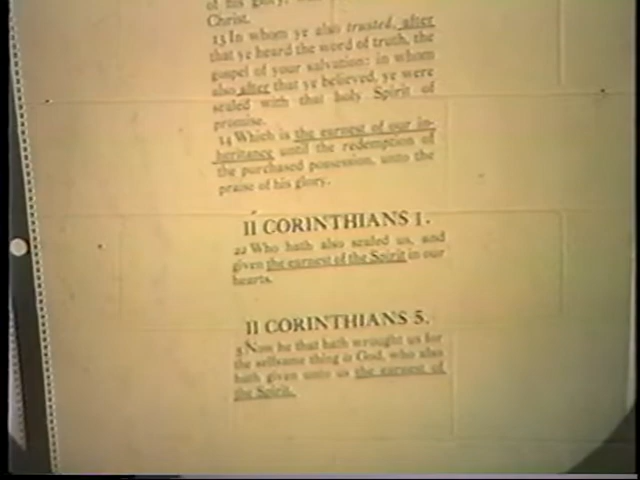 of his glory,
Christ.
13 In whom ye also trusted, after
that ye heard the word of truth, the
gospel of your salvation: in whom
also after that ye believed, ye were
sealed with that holy Spirit of
promise.
14 Which is the earnest of our in-
heritance until the redemption of
the purchased possession, unto the
praise of his glory.
II CORINTHIANS 1.
22 Who hath also sealed us, and
given the earnest of the Spirit in our
hearts.
II CORINTHIANS 5.
5 Now he that hath wrought us for
the selfsame thing is God, who also
hath given unto us the earnest of
the Spirit.